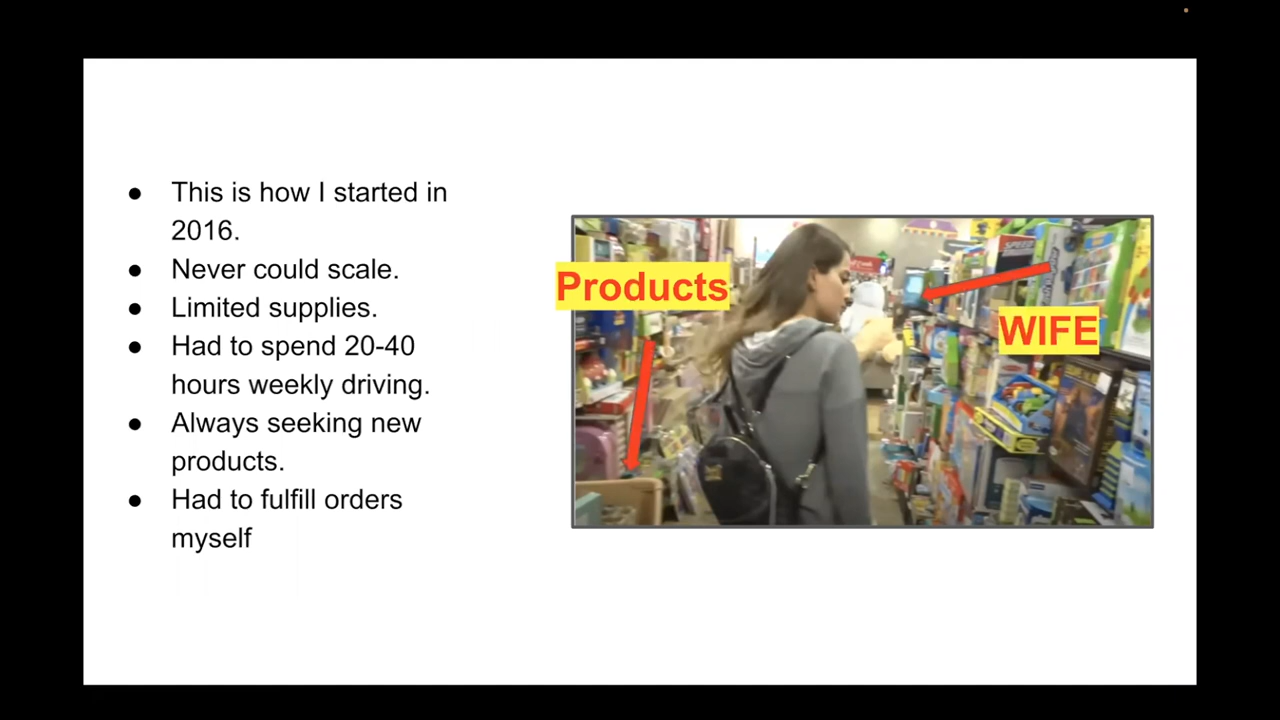 ● This is how I started in
2016.
● Never could scale.
● Limited supplies.
● Had to spend 20-40
hours weekly driving.
● Always seeking new
products.
● Had to fulfill orders
myself
Products
WIFE
SPEED